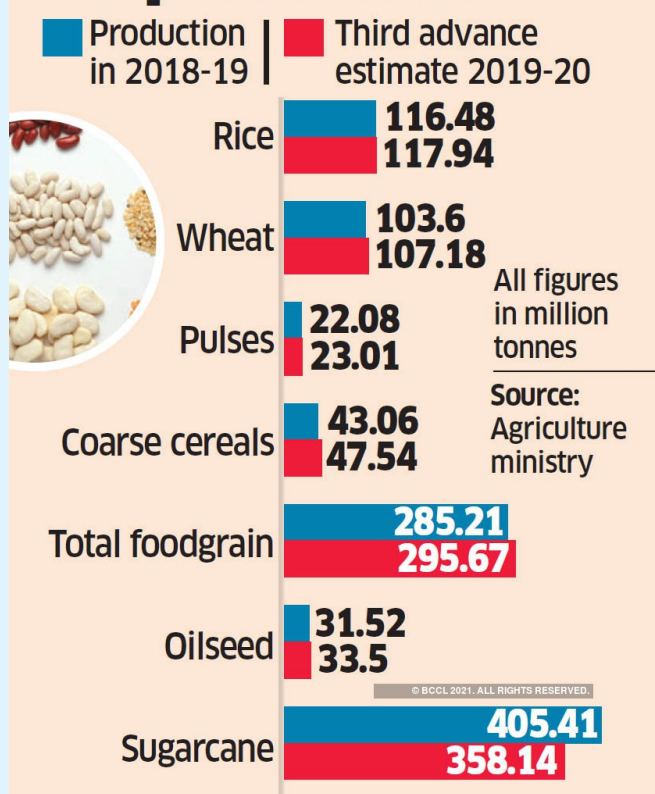 Production
in 2018-19
Third advance
estimate 2019-20
Rice
116.48
117.94
Wheat
103.6
107.18
All figures
in million
tonnes
Pulses
22.08
23.01
Source:
Agriculture
ministry
Coarse cereals
43.06
47.54
Total foodgrain
285.21
295.67
Oilseed
31.52
33.5
© BCCL 2021. ALL RIGHTS RESERVED.
Sugarcane
405.41
358.14